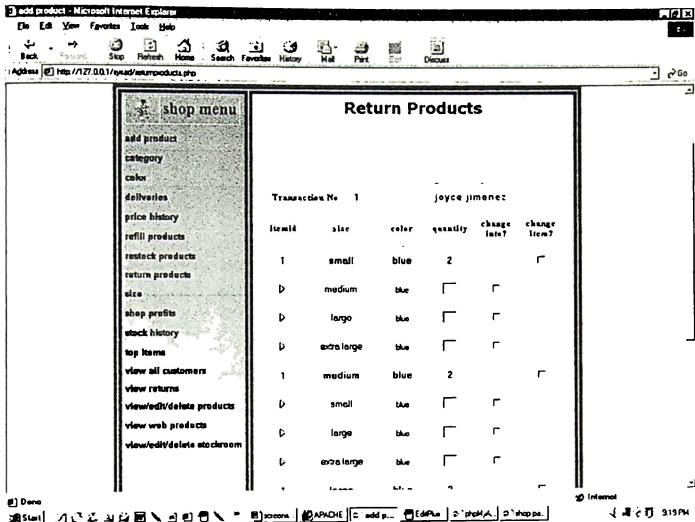 add product - Microsoft Internet Explorer
File Edit View Favorites Tools Help
Back Forward Stop Refresh Home Search Favorites History Mail Print Edit Discuss
Address http://127.0.0.1/sysad/returnproducts.php Go
shop menu
add product
category
color
deliveries
price history
refill products
restock products
return products
size
shop profits
stock history
top items
view all customers
view returns
view/edit/delete products
view web products
view/edit/delete stockroom
Return Products
Transaction No 1 joyce jimenez
itemid size color quantity change into? change item?
1 small blue 2
medium blue
large blue
extra large blue
1 medium blue 2
small blue
large blue
extra large blue
Done Internet
Start APACHE add p... EditPlus shop pa.. 9:19 PM